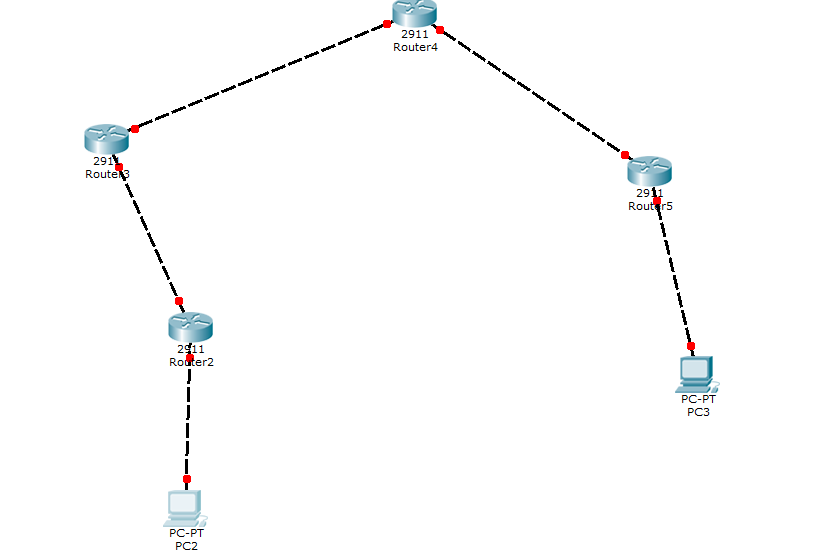 2911
Router4
2911
Router3
2911
Router5
2911
Router2
PC-PT
PC3
PC-PT
PC2